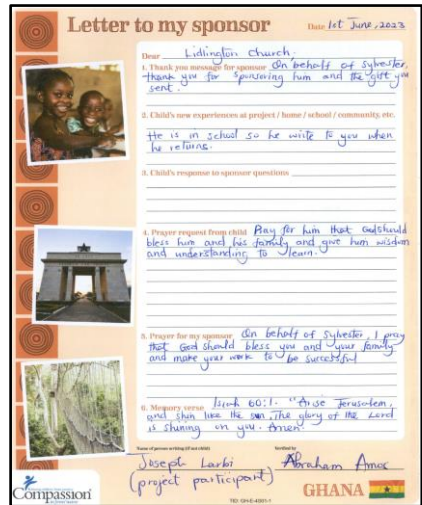 Letter to my sponsor
Date 1st June, 2023
Dear Lidlington Church.
1. Thank you message for sponsor On behalf of Sylvester,
thank you for sponsoring him and the gift you
sent.
2. Child's new experiences at project / home / school / community, etc.
He is in school so he write to you when
he returns.
3. Child's response to sponsor questions
4. Prayer request from child Pray for him that God should
bless him and his family and give him wisdom
and understanding to learn.
5. Prayer for my sponsor On behalf of Sylvester, I pray
that God should bless you and your family
and make your work to be successful
6. Memory verse Isiah 60:1. "Arise Jerusalem,
and shin like the sun. The glory of the Lord
is shining on you. Amen.
Name of person writing (if not child)
Verified by
Joseph Larbi
Abraham Amos
(project participant)
Compassion
GHANA